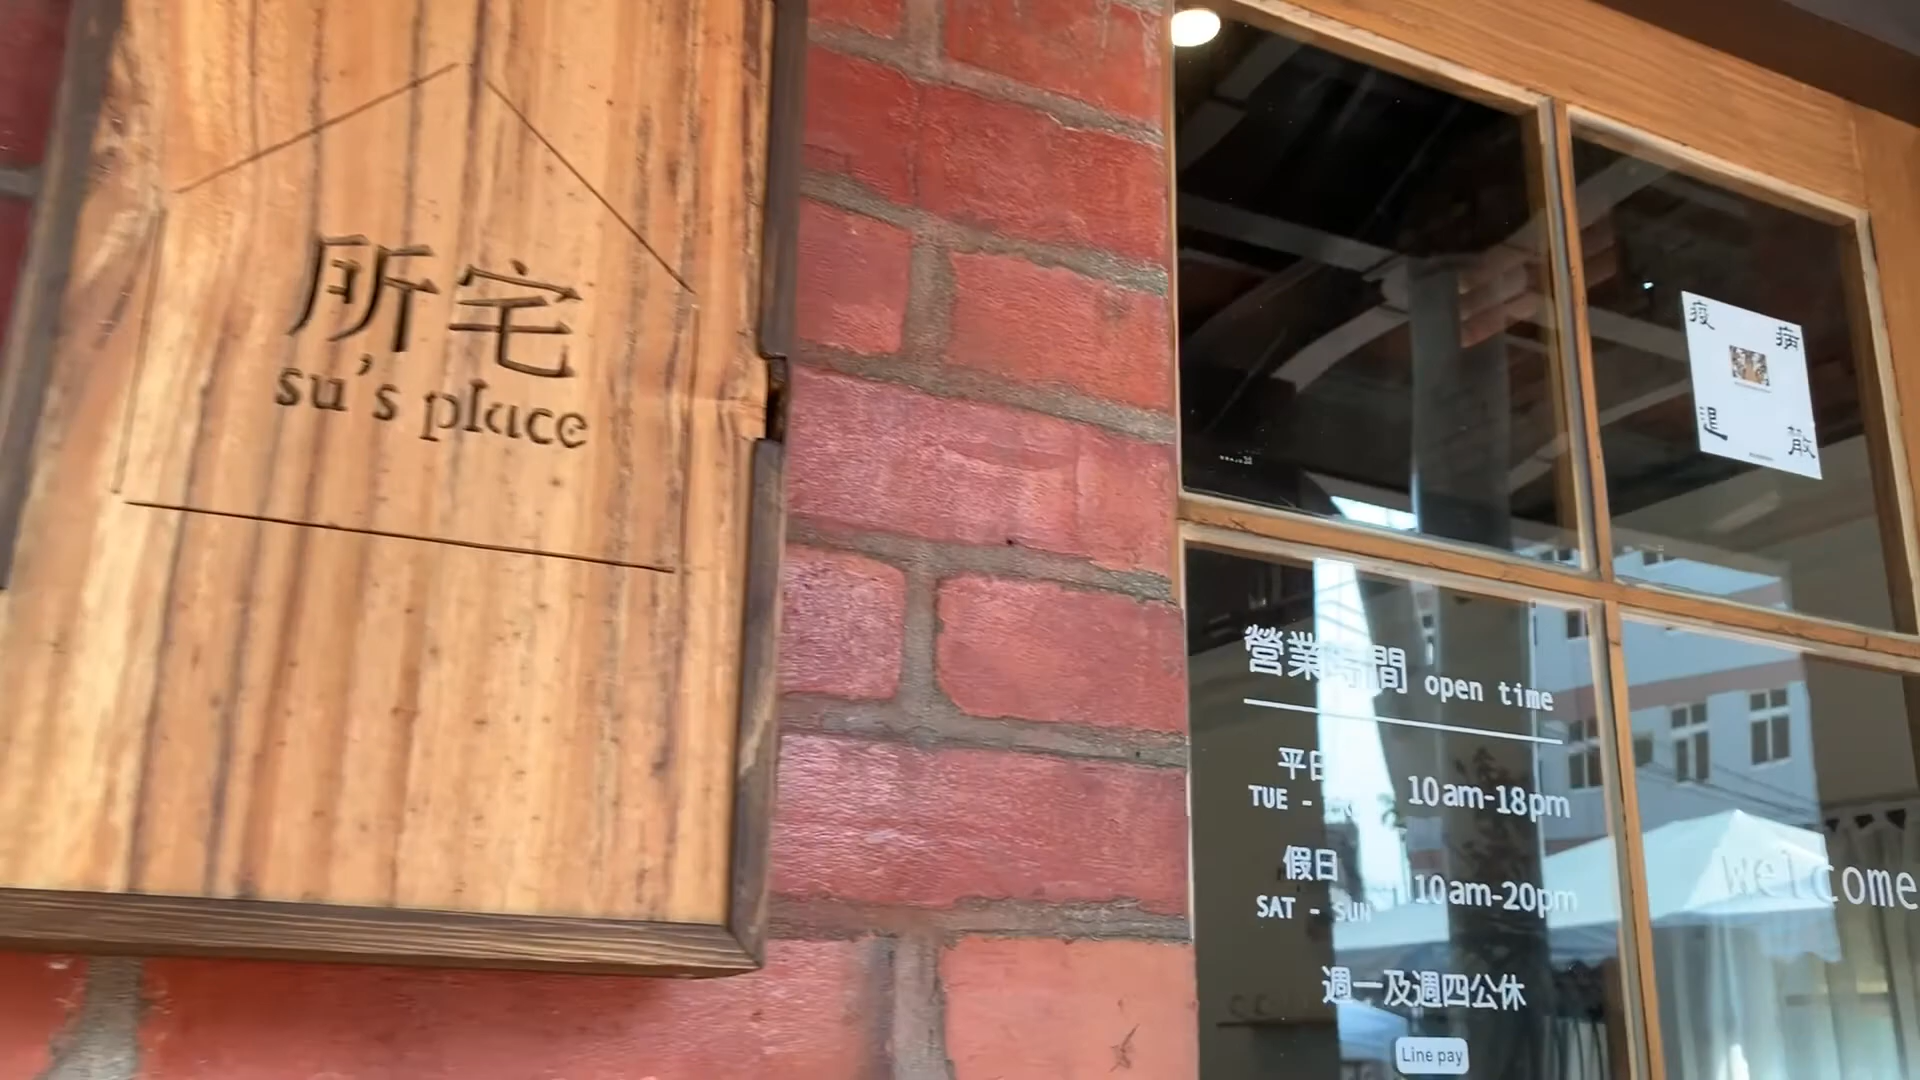 所宅
su's place
疫病
退散
營業時間 open time
平日
TUE - 10am-18pm
假日
SAT - SUN 10am-20pm
週一及週四公休
Line pay
welcome